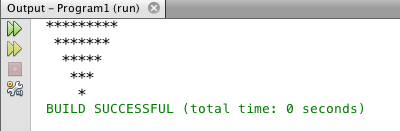 Output – Program1 (run)
*********
 *******
  *****
   ***
    *
BUILD SUCCESSFUL (total time: 0 seconds)